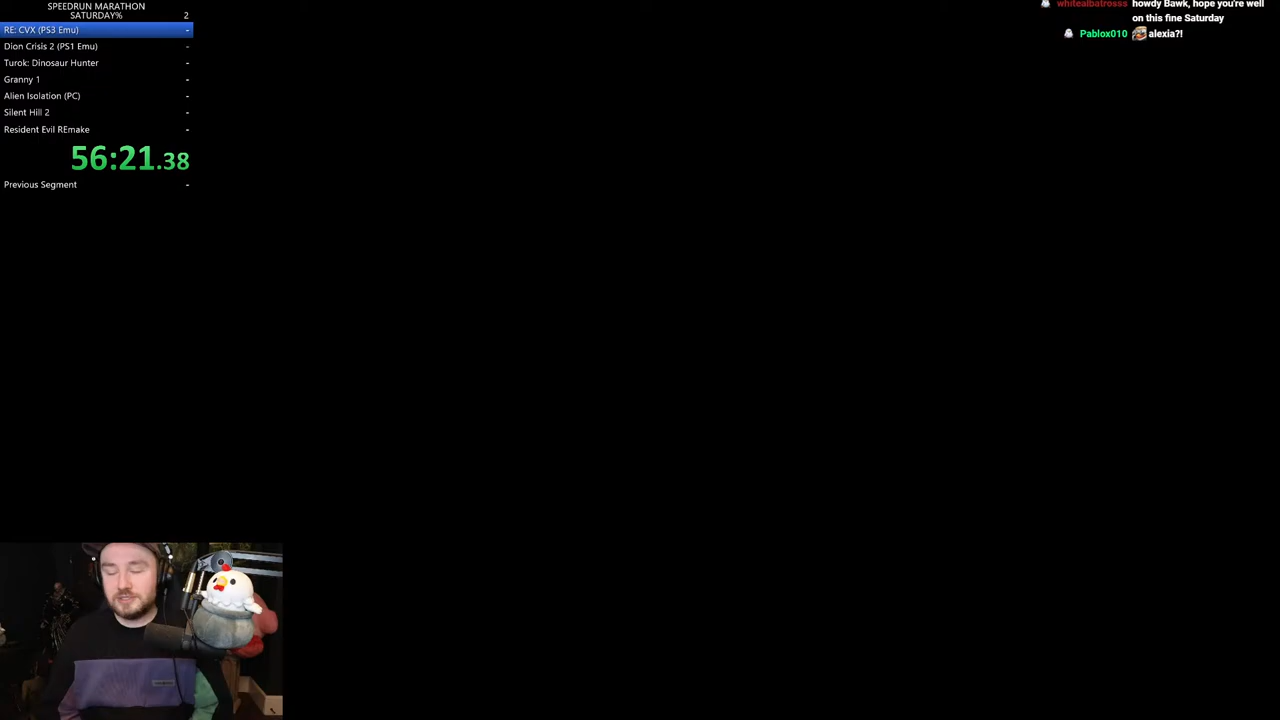 SPEEDRUN MARATHON
SATURDAY% 2
RE: CVX (PS3 Emu) -
Dion Crisis 2 (PS1 Emu) -
Turok: Dinosaur Hunter -
Granny 1 -
Alien Isolation (PC) -
Silent Hill 2 -
Resident Evil REmake -
56:21.38
Previous Segment -
whitealbatrosss howdy Bawk, hope you're well
on this fine Saturday
Pablox010 alexia?!